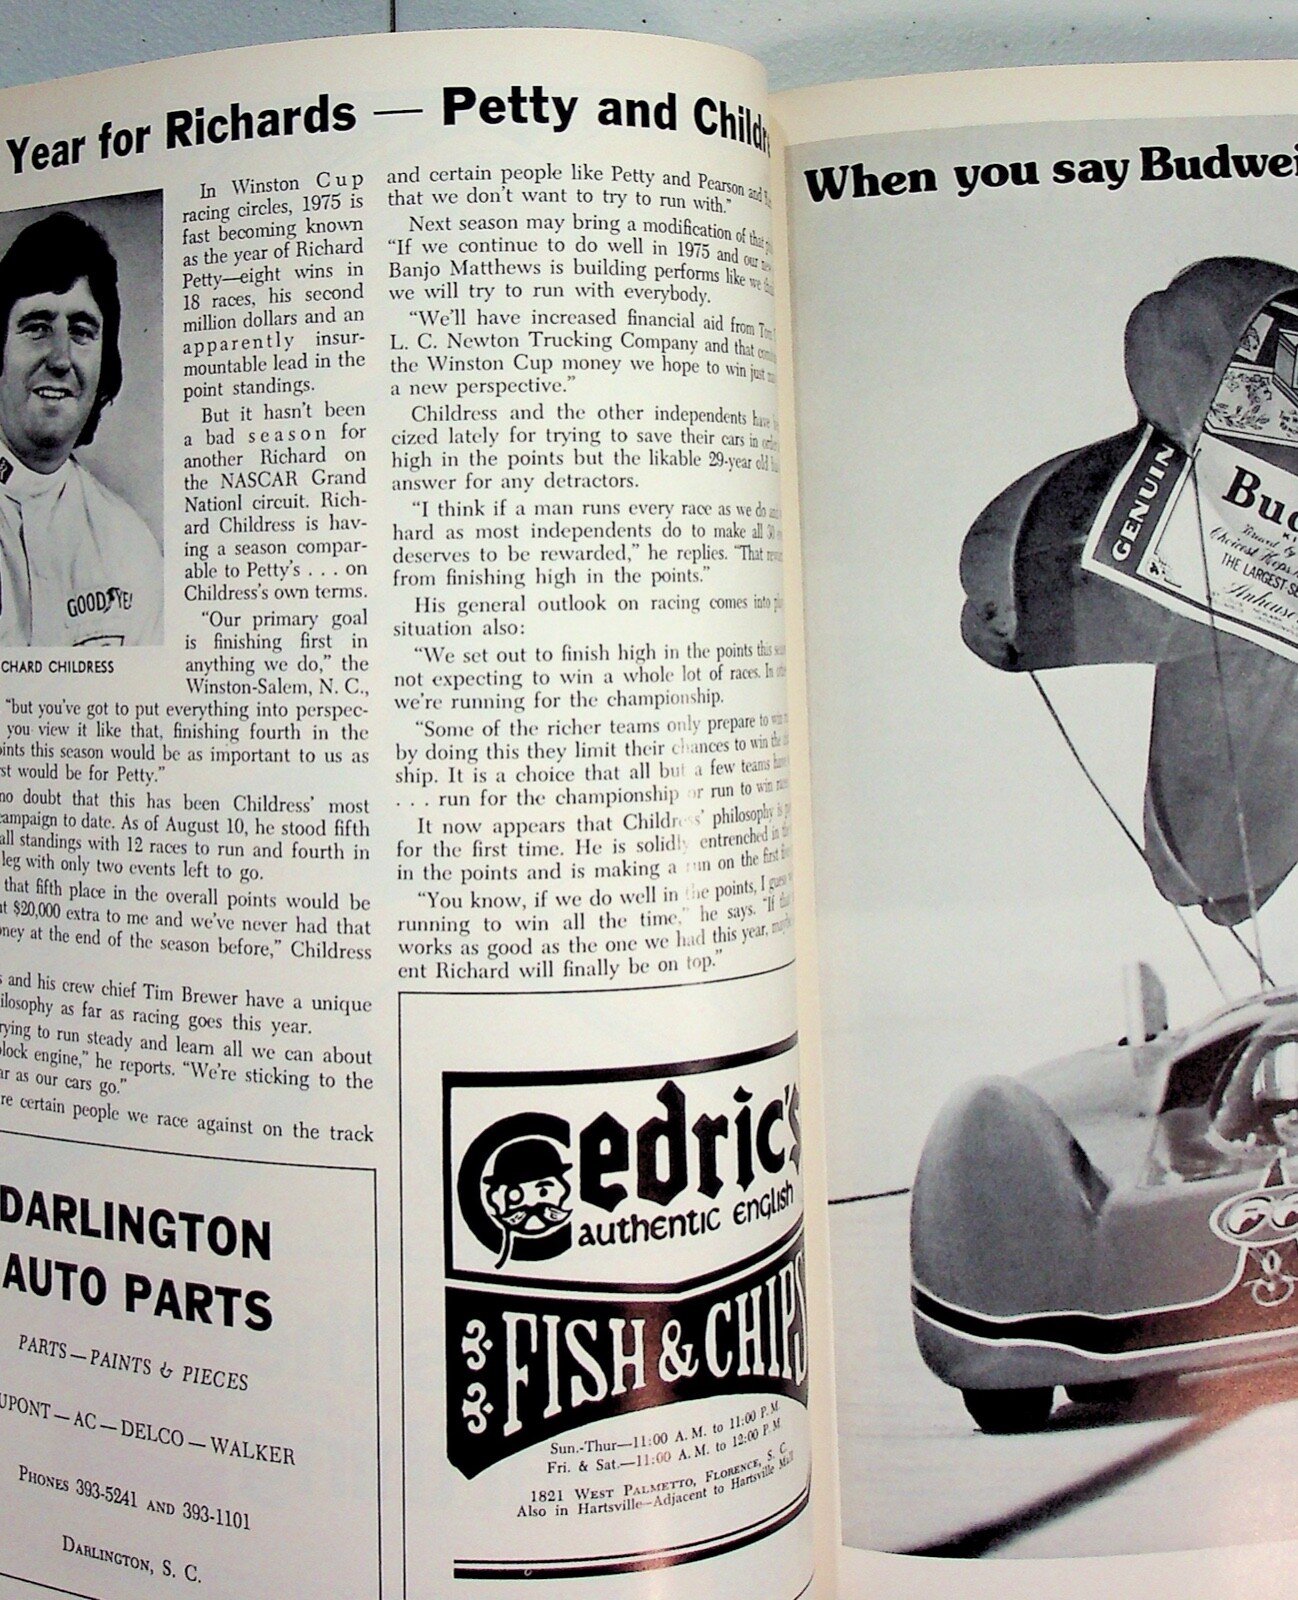 Year for Richards — Petty and
In Winston Cup
racing circles, 1975 is
fast becoming known
as the year of Richard
Petty—eight wins in
18 races, his second
million dollars and an
apparently insur-
mountable lead in the
point standings.
But it hasn't been
a bad season for
another Richard on
the NASCAR Grand
Nationl circuit. Rich-
ard Childress is hav-
ing a season compar-
able to Petty's . . . on
Childress's own terms.
"Our primary goal
is finishing first in
anything we do," the
Winston-Salem, N. C.,
GOODYEAR
CHARD CHILDRESS
"but you've got to put everything into perspec-
you view it like that, finishing fourth in the
this season would be as important to us as
would be for Petty."
no doubt that this has been Childress' most
campaign to date. As of August 10, he stood fifth
all standings with 12 races to run and fourth in
leg with only two events left to go.
that fifth place in the overall points would be
$20,000 extra to me and we've never had that
at the end of the season before," Childress
and his crew chief Tim Brewer have a unique
as far as racing goes this year.
to run steady and learn all we can about
engine," he reports. "We're sticking to the
as our cars go."
certain people we race against on the track
and certain people like Petty and Pearson and
that we don't want to try to run with."
Next season may bring a modification of that
"If we continue to do well in 1975 and our
Banjo Matthews is building performs like we
we will try to run with everybody.
"We'll have increased financial aid from
L. C. Newton Trucking Company and that
the Winston Cup money we hope to win just
a new perspective."
Childress and the other independents have
cized lately for trying to save their cars in
high in the points but the likable 29-year old
answer for any detractors.
"I think if a man runs every race as we do
hard as most independents do to make all 30
deserves to be rewarded," he replies. "That
from finishing high in the points."
His general outlook on racing comes into
situation also:
"We set out to finish high in the points this
not expecting to win a whole lot of races. In
we're running for the championship.
"Some of the richer teams only prepare to win
by doing this they limit their chances to win the
ship. It is a choice that all but a few teams have
. . . run for the championship or run to win
It now appears that Childress' philosophy is
for the first time. He is solidly entrenched in
in the points and is making a run on the first
"You know, if we do well in the points, I guess
running to win all the time," he says. "If
works as good as the one we had this year,
ent Richard will finally be on top."
DARLINGTON
AUTO PARTS
PARTS—PAINTS & PIECES
UPONT—AC—DELCO—WALKER
PHONES 393-5241 AND 393-1101
DARLINGTON, S. C.
Cedric's
authentic english
FISH & CHIPS
Sun.-Thur—11:00 A.M. to 11:00 P.M.
Fri. & Sat.—11:00 A.M. to 12:00 P.M.
1821 WEST PALMETTO, FLORENCE, S. C.
Also in Hartsville—Adjacent to Hartsville Mall
When you say
GENUIN
Bud
THE LARGEST